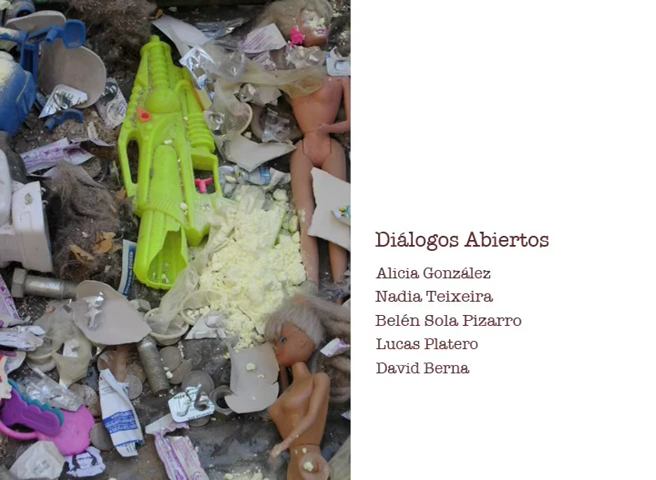 Diálogos Abiertos
Alicia González
Nadia Teixeira
Belén Sola Pizarro
Lucas Platero
David Berna